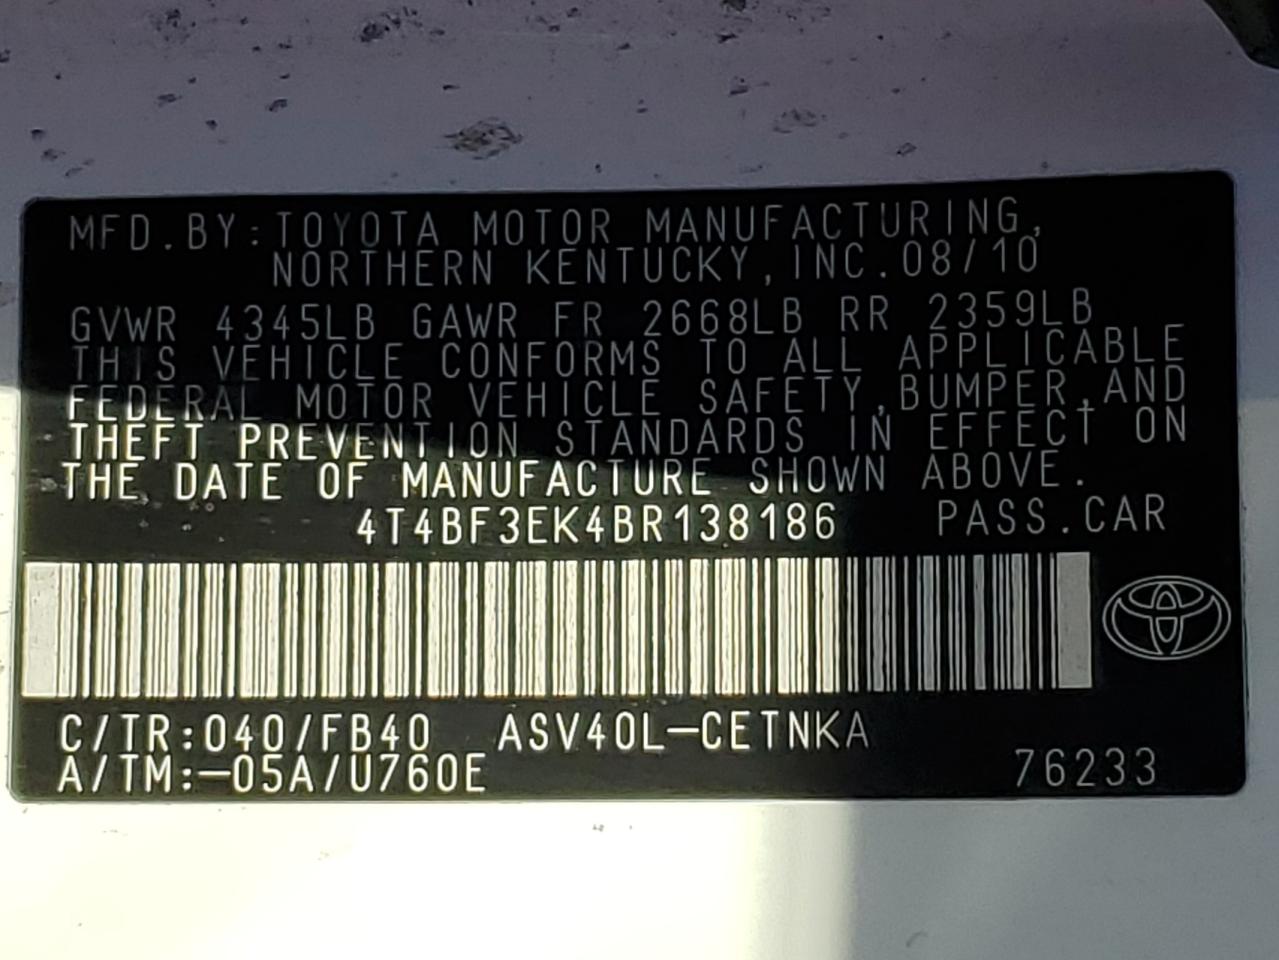 MFD.BY:TOYOTA MOTOR MANUFACTURING,
NORTHERN KENTUCKY,INC.08/10
GVWR 4345LB GAWR FR 2668LB RR 2359LB
THIS VEHICLE CONFORMS TO ALL APPLICABLE
FEDERAL MOTOR VEHICLE SAFETY,BUMPER,AND
THEFT PREVENTION STANDARDS IN EFFECT ON
THE DATE OF MANUFACTURE SHOWN ABOVE.
4T4BF3EK4BR138186 PASS.CAR
C/TR:040/FB40 ASV40L-CETNKA
A/TM:-05A/U760E 76233